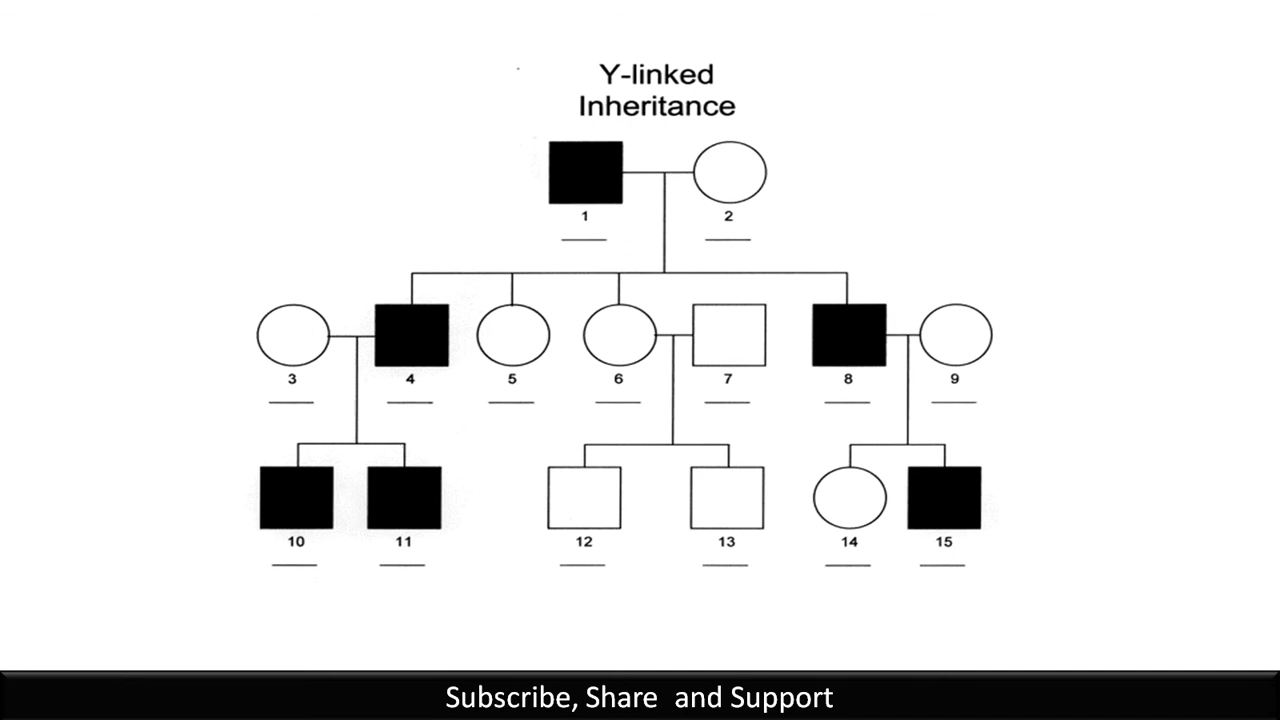 Y-linked
Inheritance
1 2
3 4 5 6 7 8 9
10 11 12 13 14 15
Subscribe, Share and Support